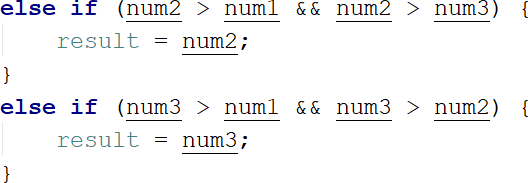 else if (num2 > num1 && num2 > num3) {
    result = num2;
}
else if (num3 > num1 && num3 > num2) {
    result = num3;
}